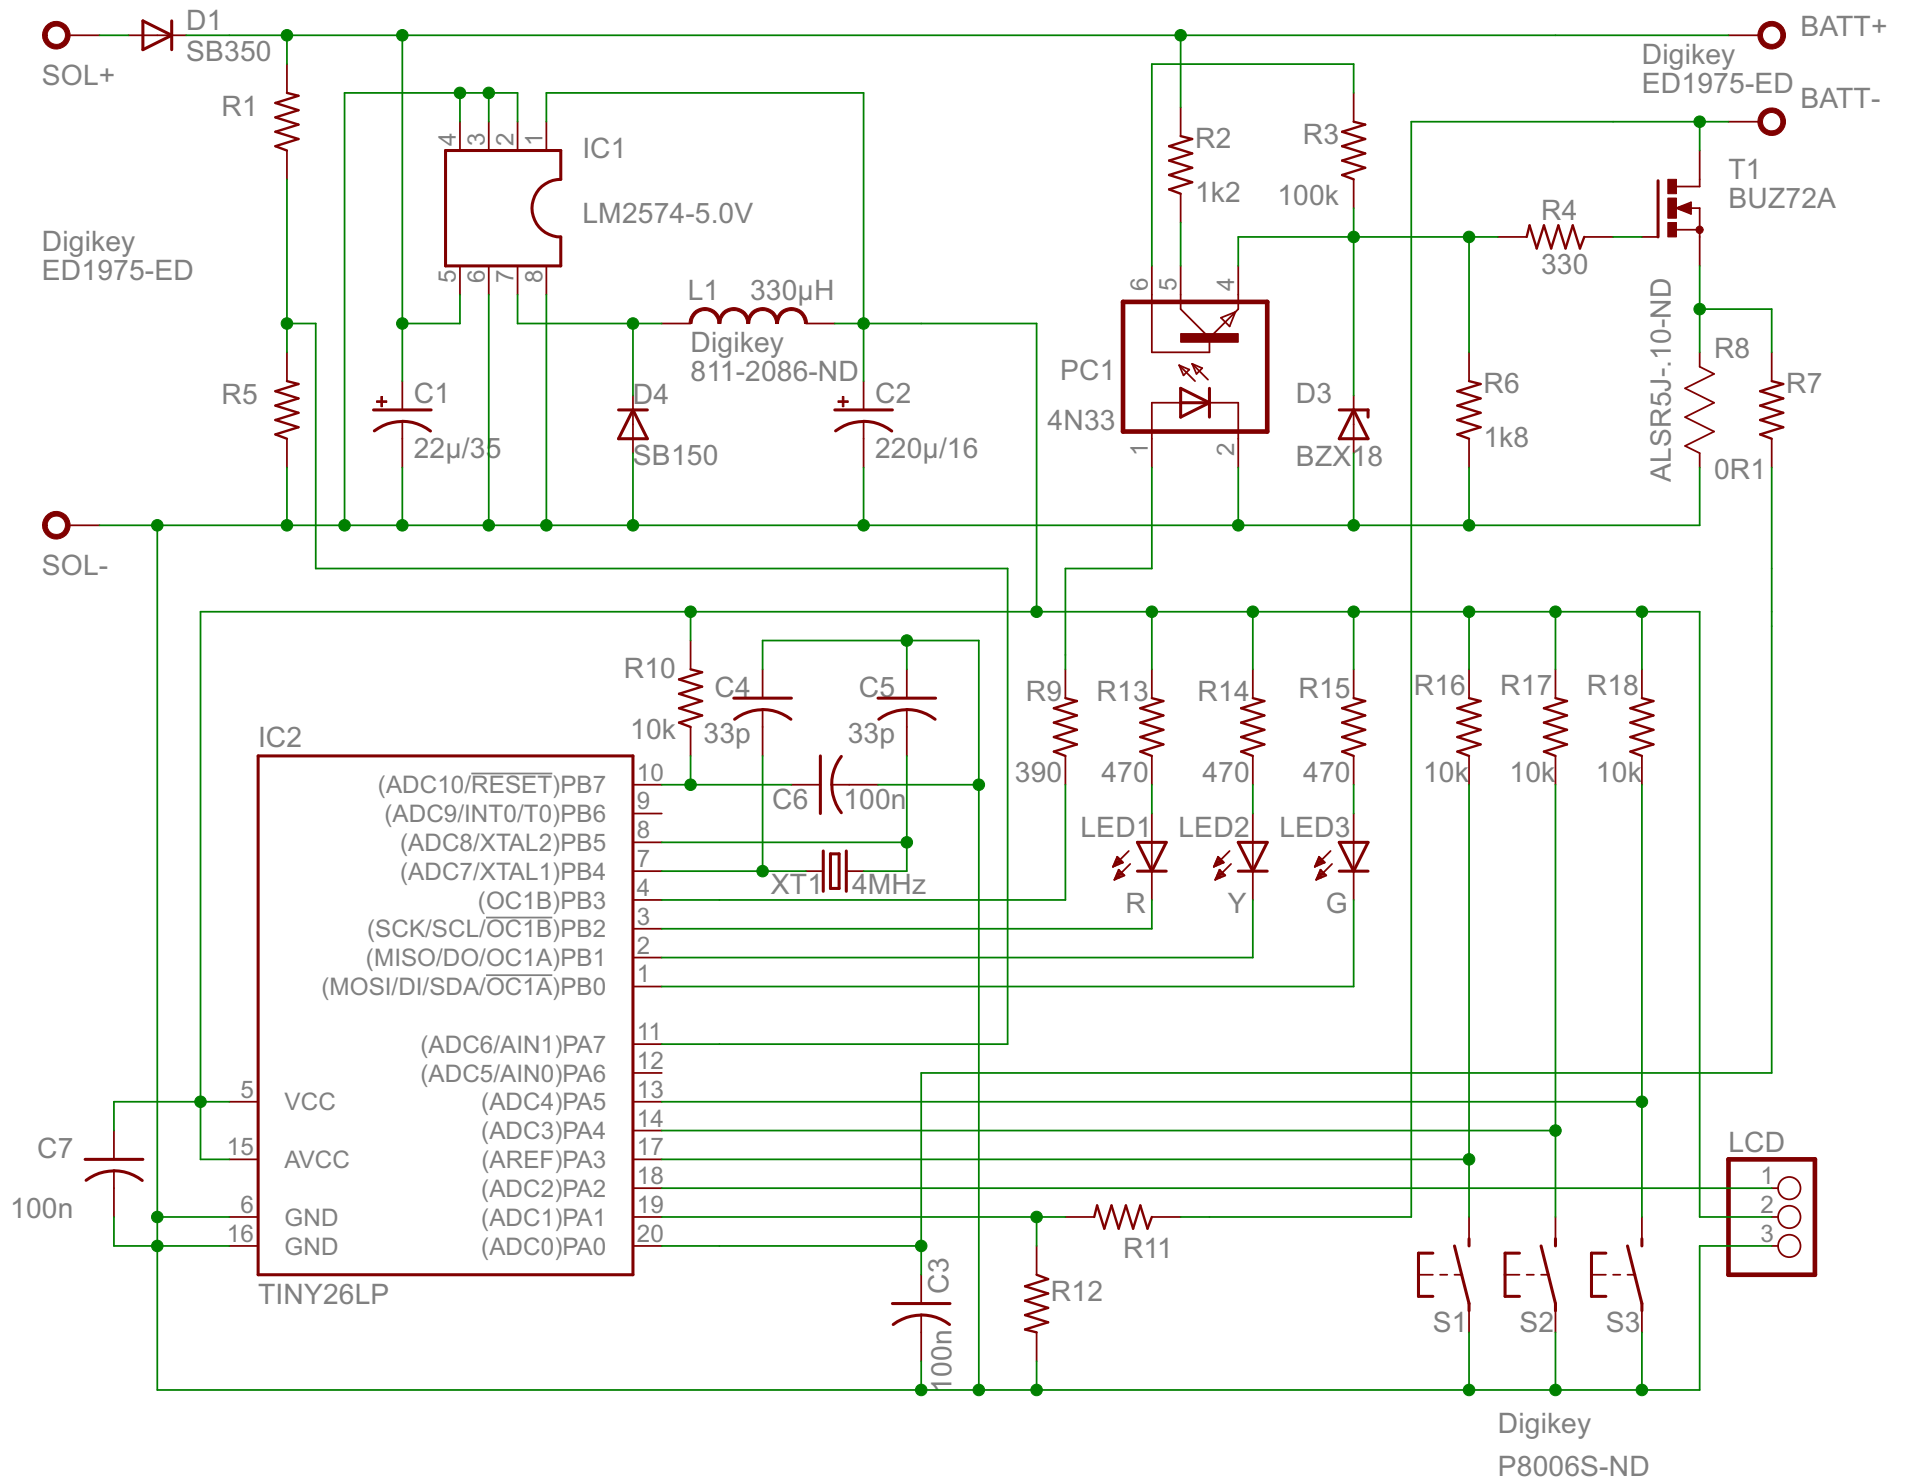 D1
SB350
SOL+
BATT+
Digikey
ED1975-ED
BATT-
R1
4
3
2
1
IC1
LM2574-5.0V
5
6
7
8
Digikey
ED1975-ED
R2
1k2
R3
100k
T1
BUZ72A
R4
330
L1
330µH
Digikey
811-2086-ND
6
5
4
PC1
4N33
1
2
R5
C1
22µ/35
D4
SB150
C2
220µ/16
D3
BZX18
R6
1k8
ALSR5J-.10-ND
R8
0R1
R7
SOL-
R10
10k
C4
33p
C5
33p
R9
390
R13
470
R14
470
R15
470
R16
10k
R17
10k
R18
10k
IC2
C6
100n
XT1
4MHz
LED1
R
LED2
Y
LED3
G
(ADC10/RESET)PB7
10
(ADC9/INT0/T0)PB6
9
(ADC8/XTAL2)PB5
8
(ADC7/XTAL1)PB4
7
(OC1B)PB3
4
(SCK/SCL/OC1B)PB2
3
(MISO/DO/OC1A)PB1
2
(MOSI/DI/SDA/OC1A)PB0
1
(ADC6/AIN1)PA7
11
(ADC5/AIN0)PA6
12
5
VCC
(ADC4)PA5
13
(ADC3)PA4
14
15
AVCC
(AREF)PA3
17
(ADC2)PA2
18
6
GND
(ADC1)PA1
19
16
GND
(ADC0)PA0
20
C7
100n
TINY26LP
C3
100n
R11
R12
LCD
1
2
3
S1
S2
S3
Digikey
P8006S-ND